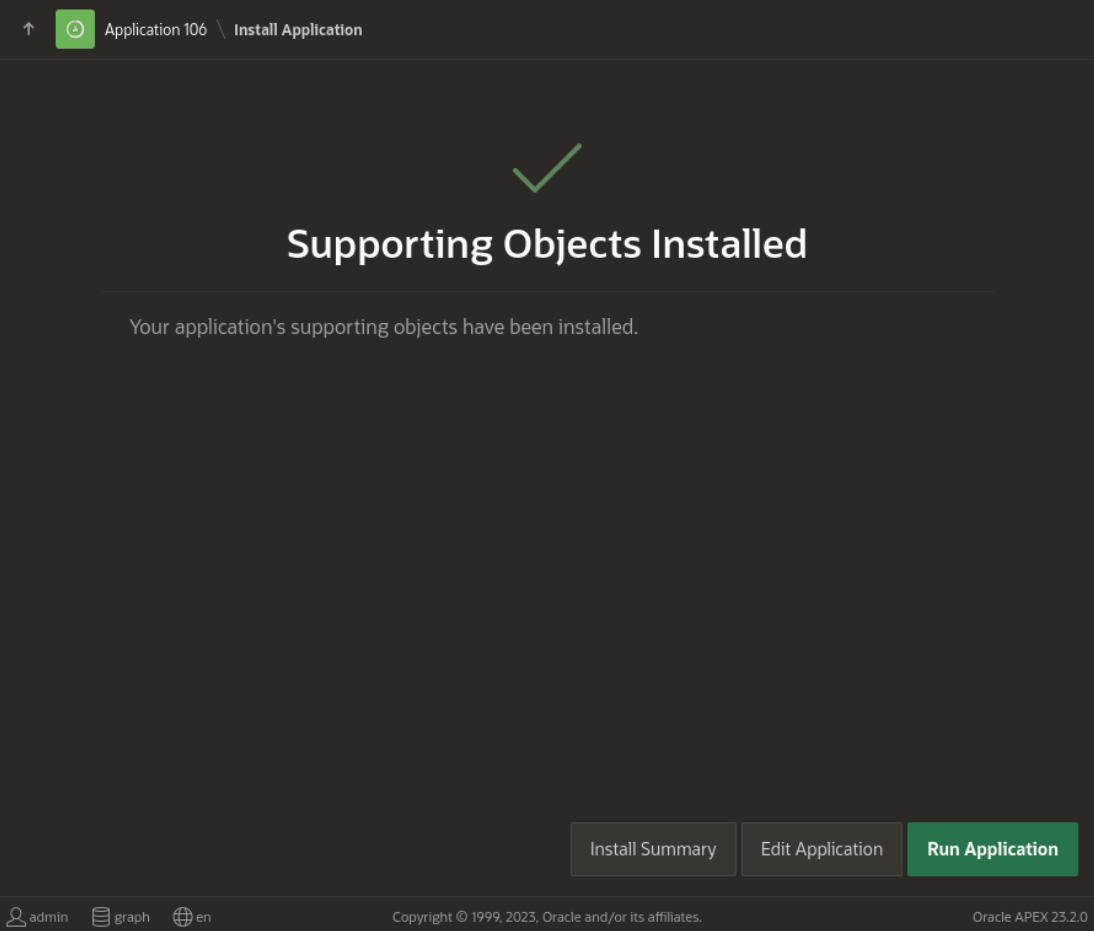 Application 106 \ Install Application
Supporting Objects Installed
Your application's supporting objects have been installed.
Install Summary Edit Application Run Application
admin graph en Copyright © 1999, 2023, Oracle and/or its affiliates. Oracle APEX 23.2.0